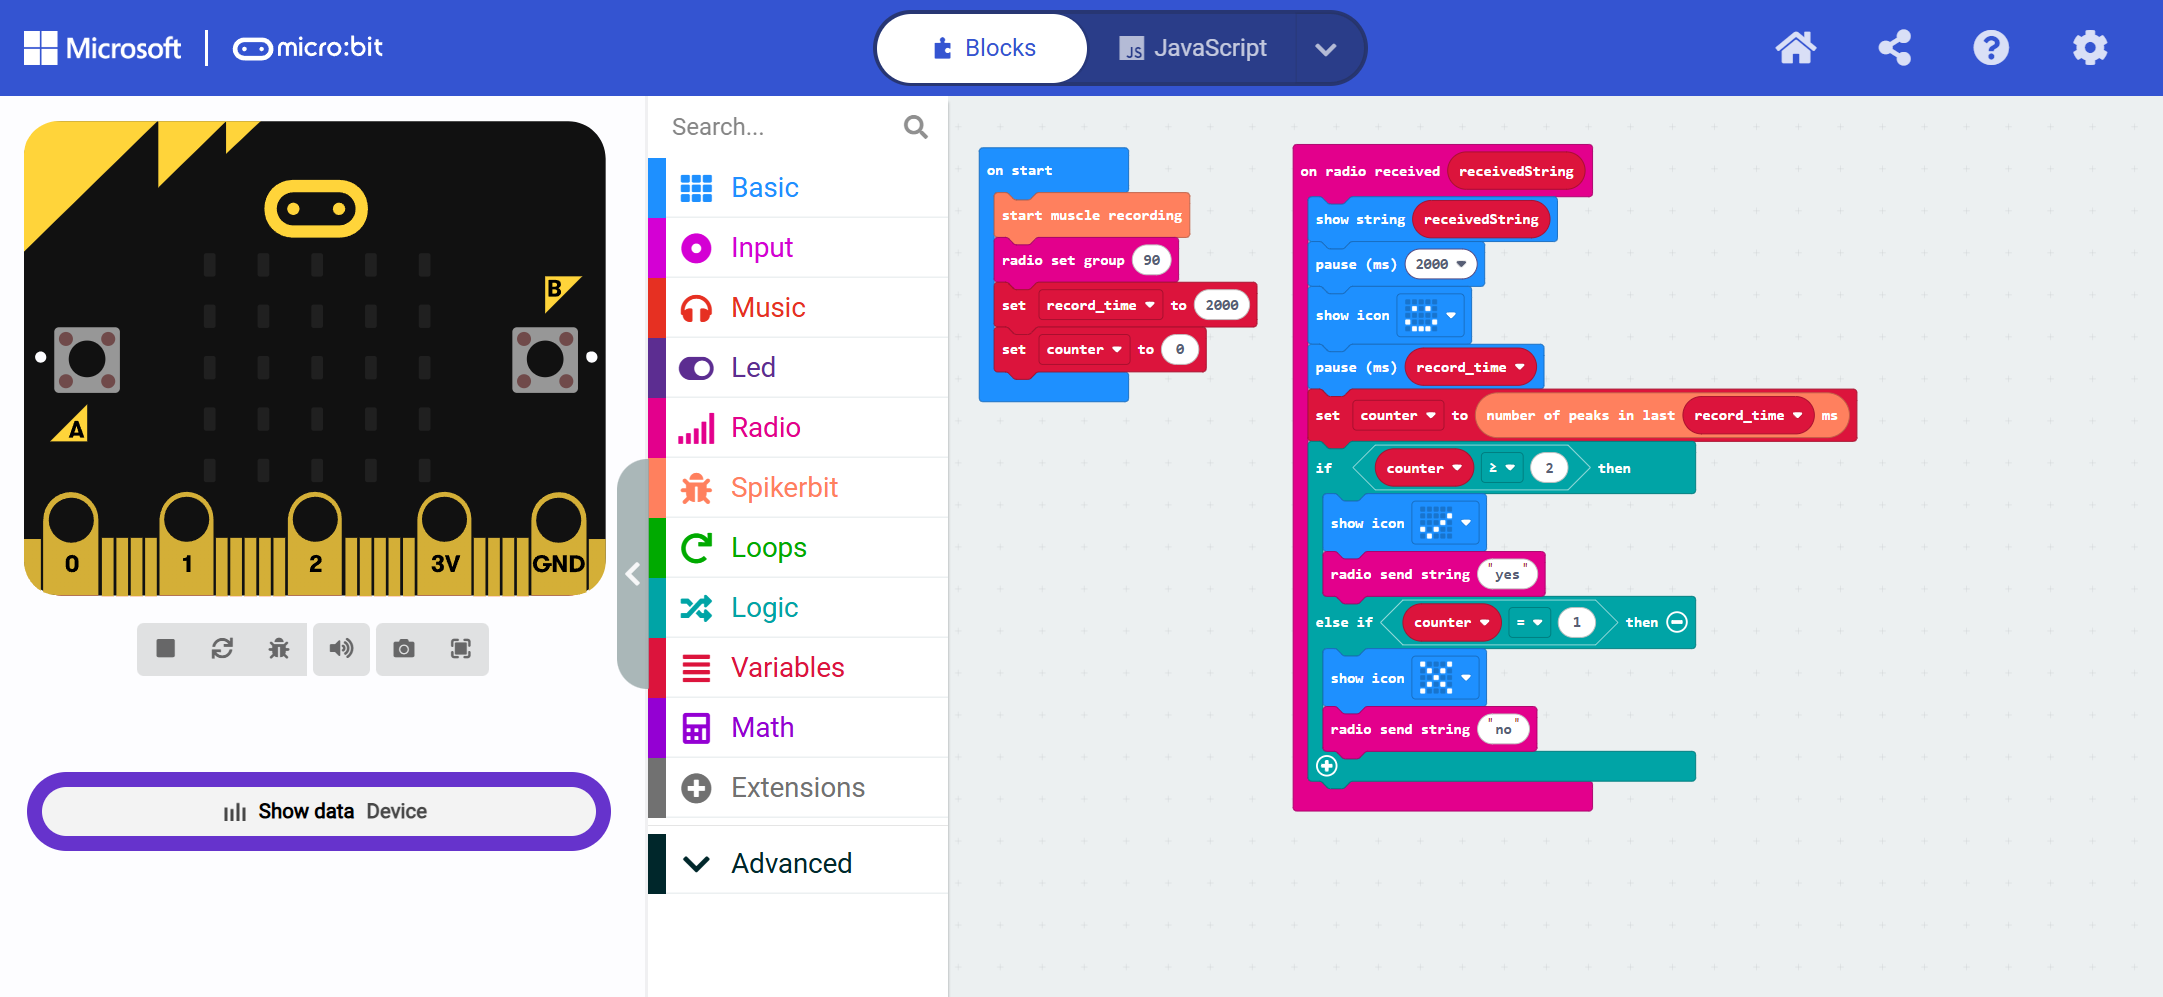 Microsoft micro:bit
Blocks
JavaScript
Search...
Basic
Input
Music
Led
Radio
Spikerbit
Loops
Logic
Variables
Math
Extensions
Advanced
B
A
0 1 2 3V GND
Show data Device
on start
start muscle recording
radio set group 90
set record_time to 2000
set counter to 0
on radio received receivedString
show string receivedString
pause (ms) 2000
show icon
pause (ms) record_time
set counter to number of peaks in last record_time ms
if counter ≥ 2 then
show icon
radio send string "yes"
else if counter = 1 then
show icon
radio send string "no"